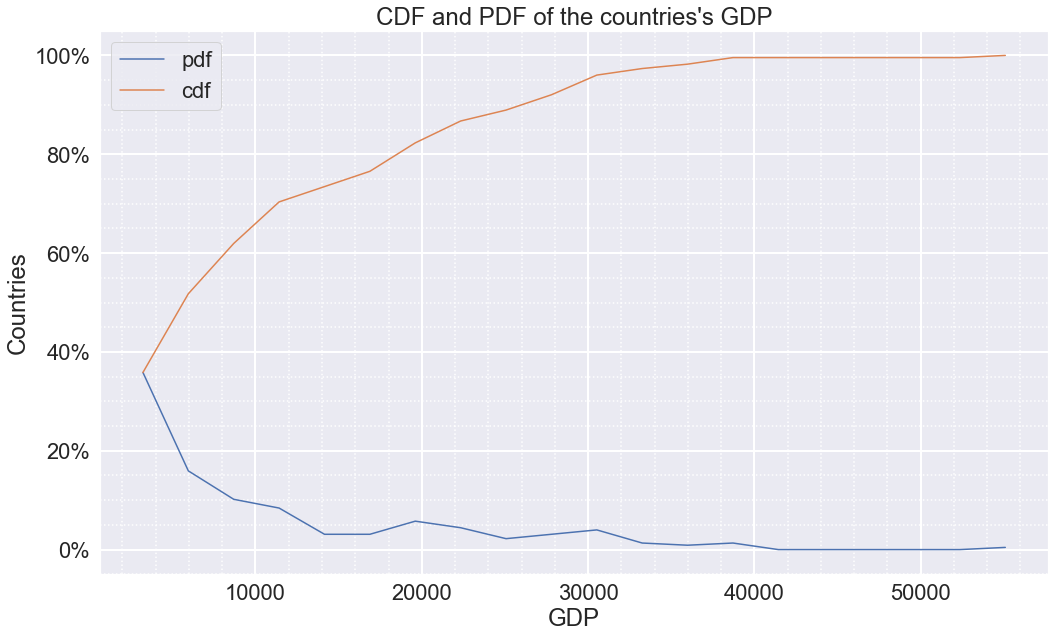 CDF and PDF of the countries's GDP
pdf
cdf
100%
80%
60%
40%
20%
0%
Countries
10000
20000
30000
40000
50000
GDP